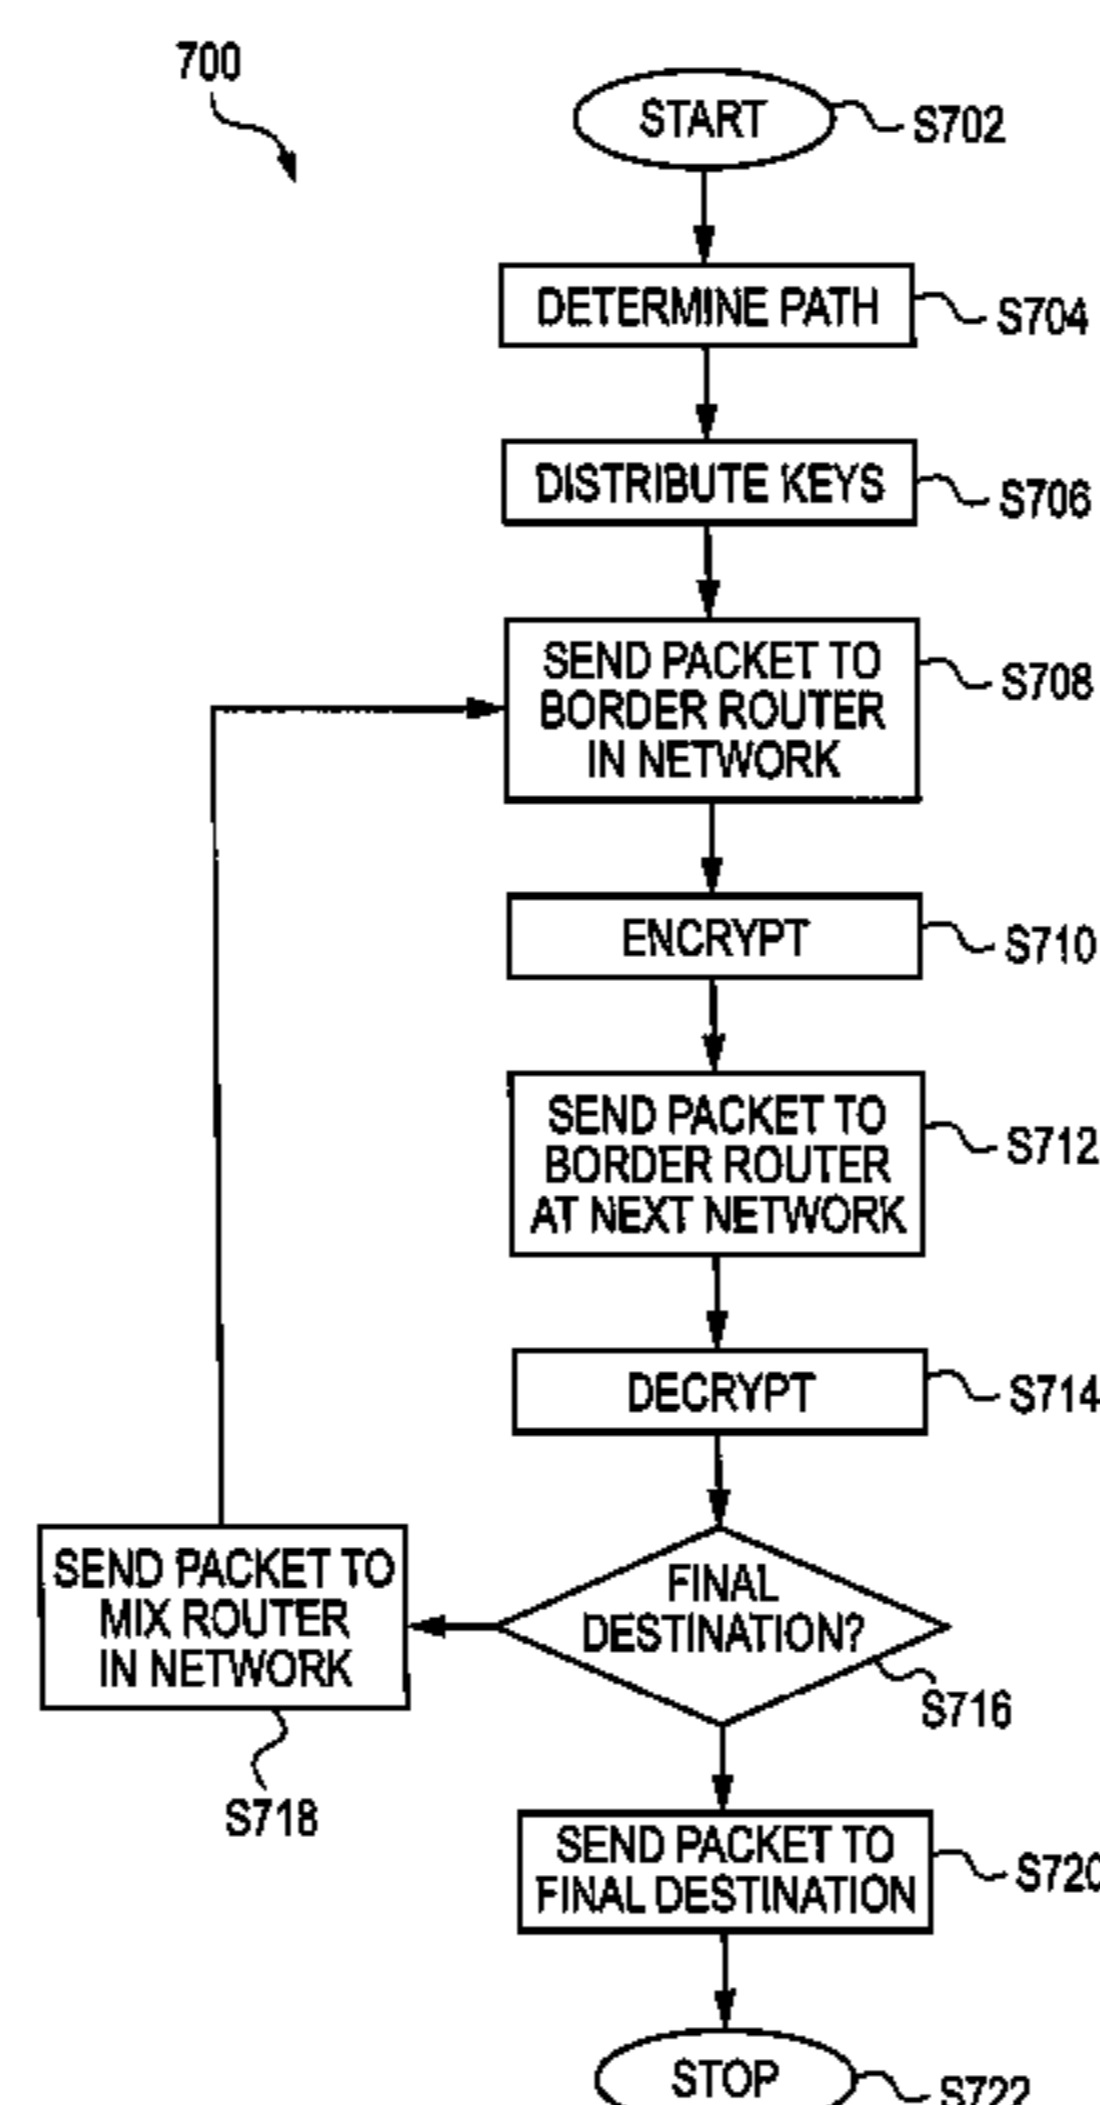 700
START
S702
DETERMINE PATH
S704
DISTRIBUTE KEYS
S706
SEND PACKET TO
BORDER ROUTER
IN NETWORK
S708
ENCRYPT
S710
SEND PACKET TO
BORDER ROUTER
AT NEXT NETWORK
S712
DECRYPT
S714
FINAL
DESTINATION?
S716
SEND PACKET TO
MIX ROUTER
IN NETWORK
S718
SEND PACKET TO
FINAL DESTINATION
S720
STOP
S722